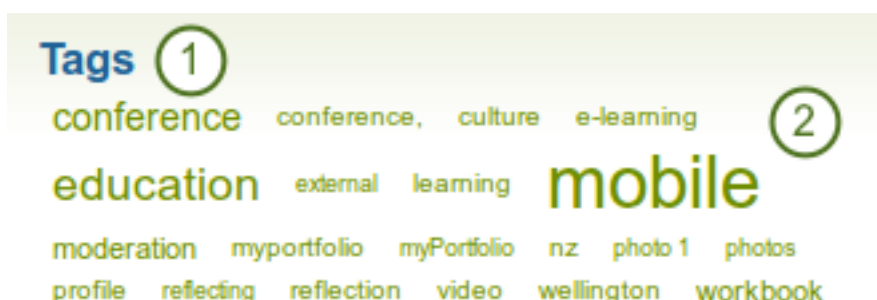 Tags 1
conference conference, culture e-learning 2
education external learning mobile
moderation myportfolio myPortfolio nz photo 1 photos
profile reflecting reflection video wellington workbook